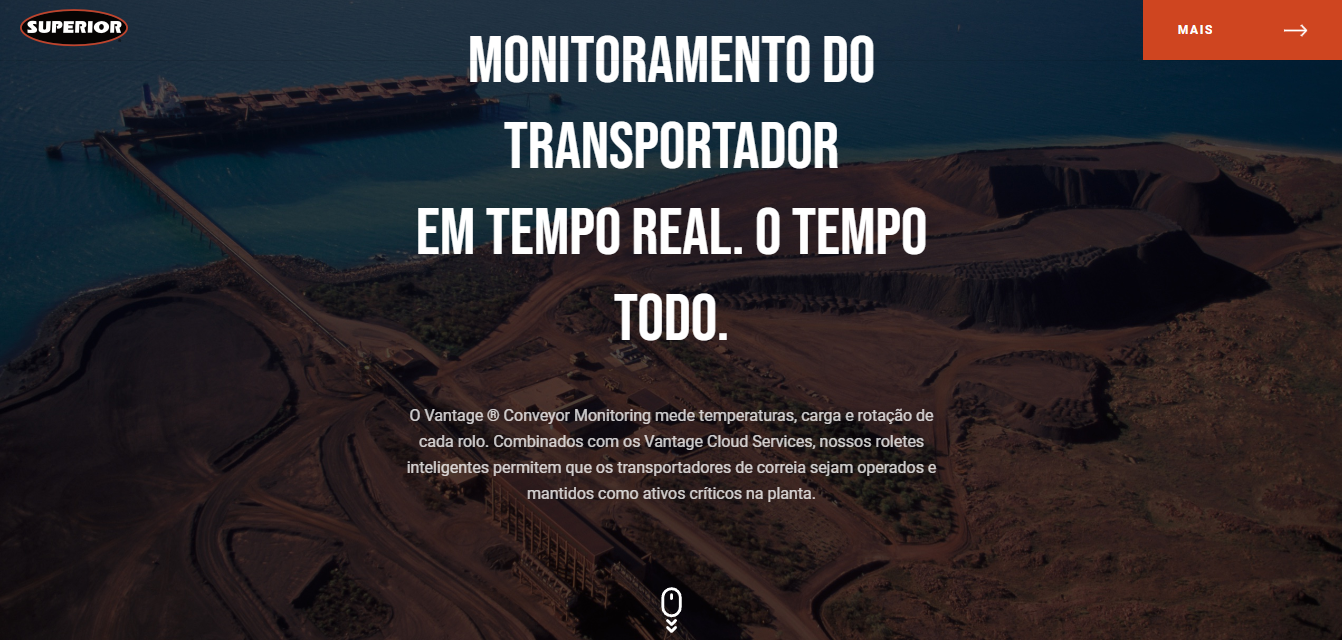 SUPERIOR
MAIS
MONITORAMENTO DO
TRANSPORTADOR
EM TEMPO REAL. O TEMPO
TODO.
O Vantage ® Conveyor Monitoring mede temperaturas, carga e rotação de
cada rolo. Combinados com os Vantage Cloud Services, nossos roletes
inteligentes permitem que os transportadores de correia sejam operados e
mantidos como ativos críticos na planta.